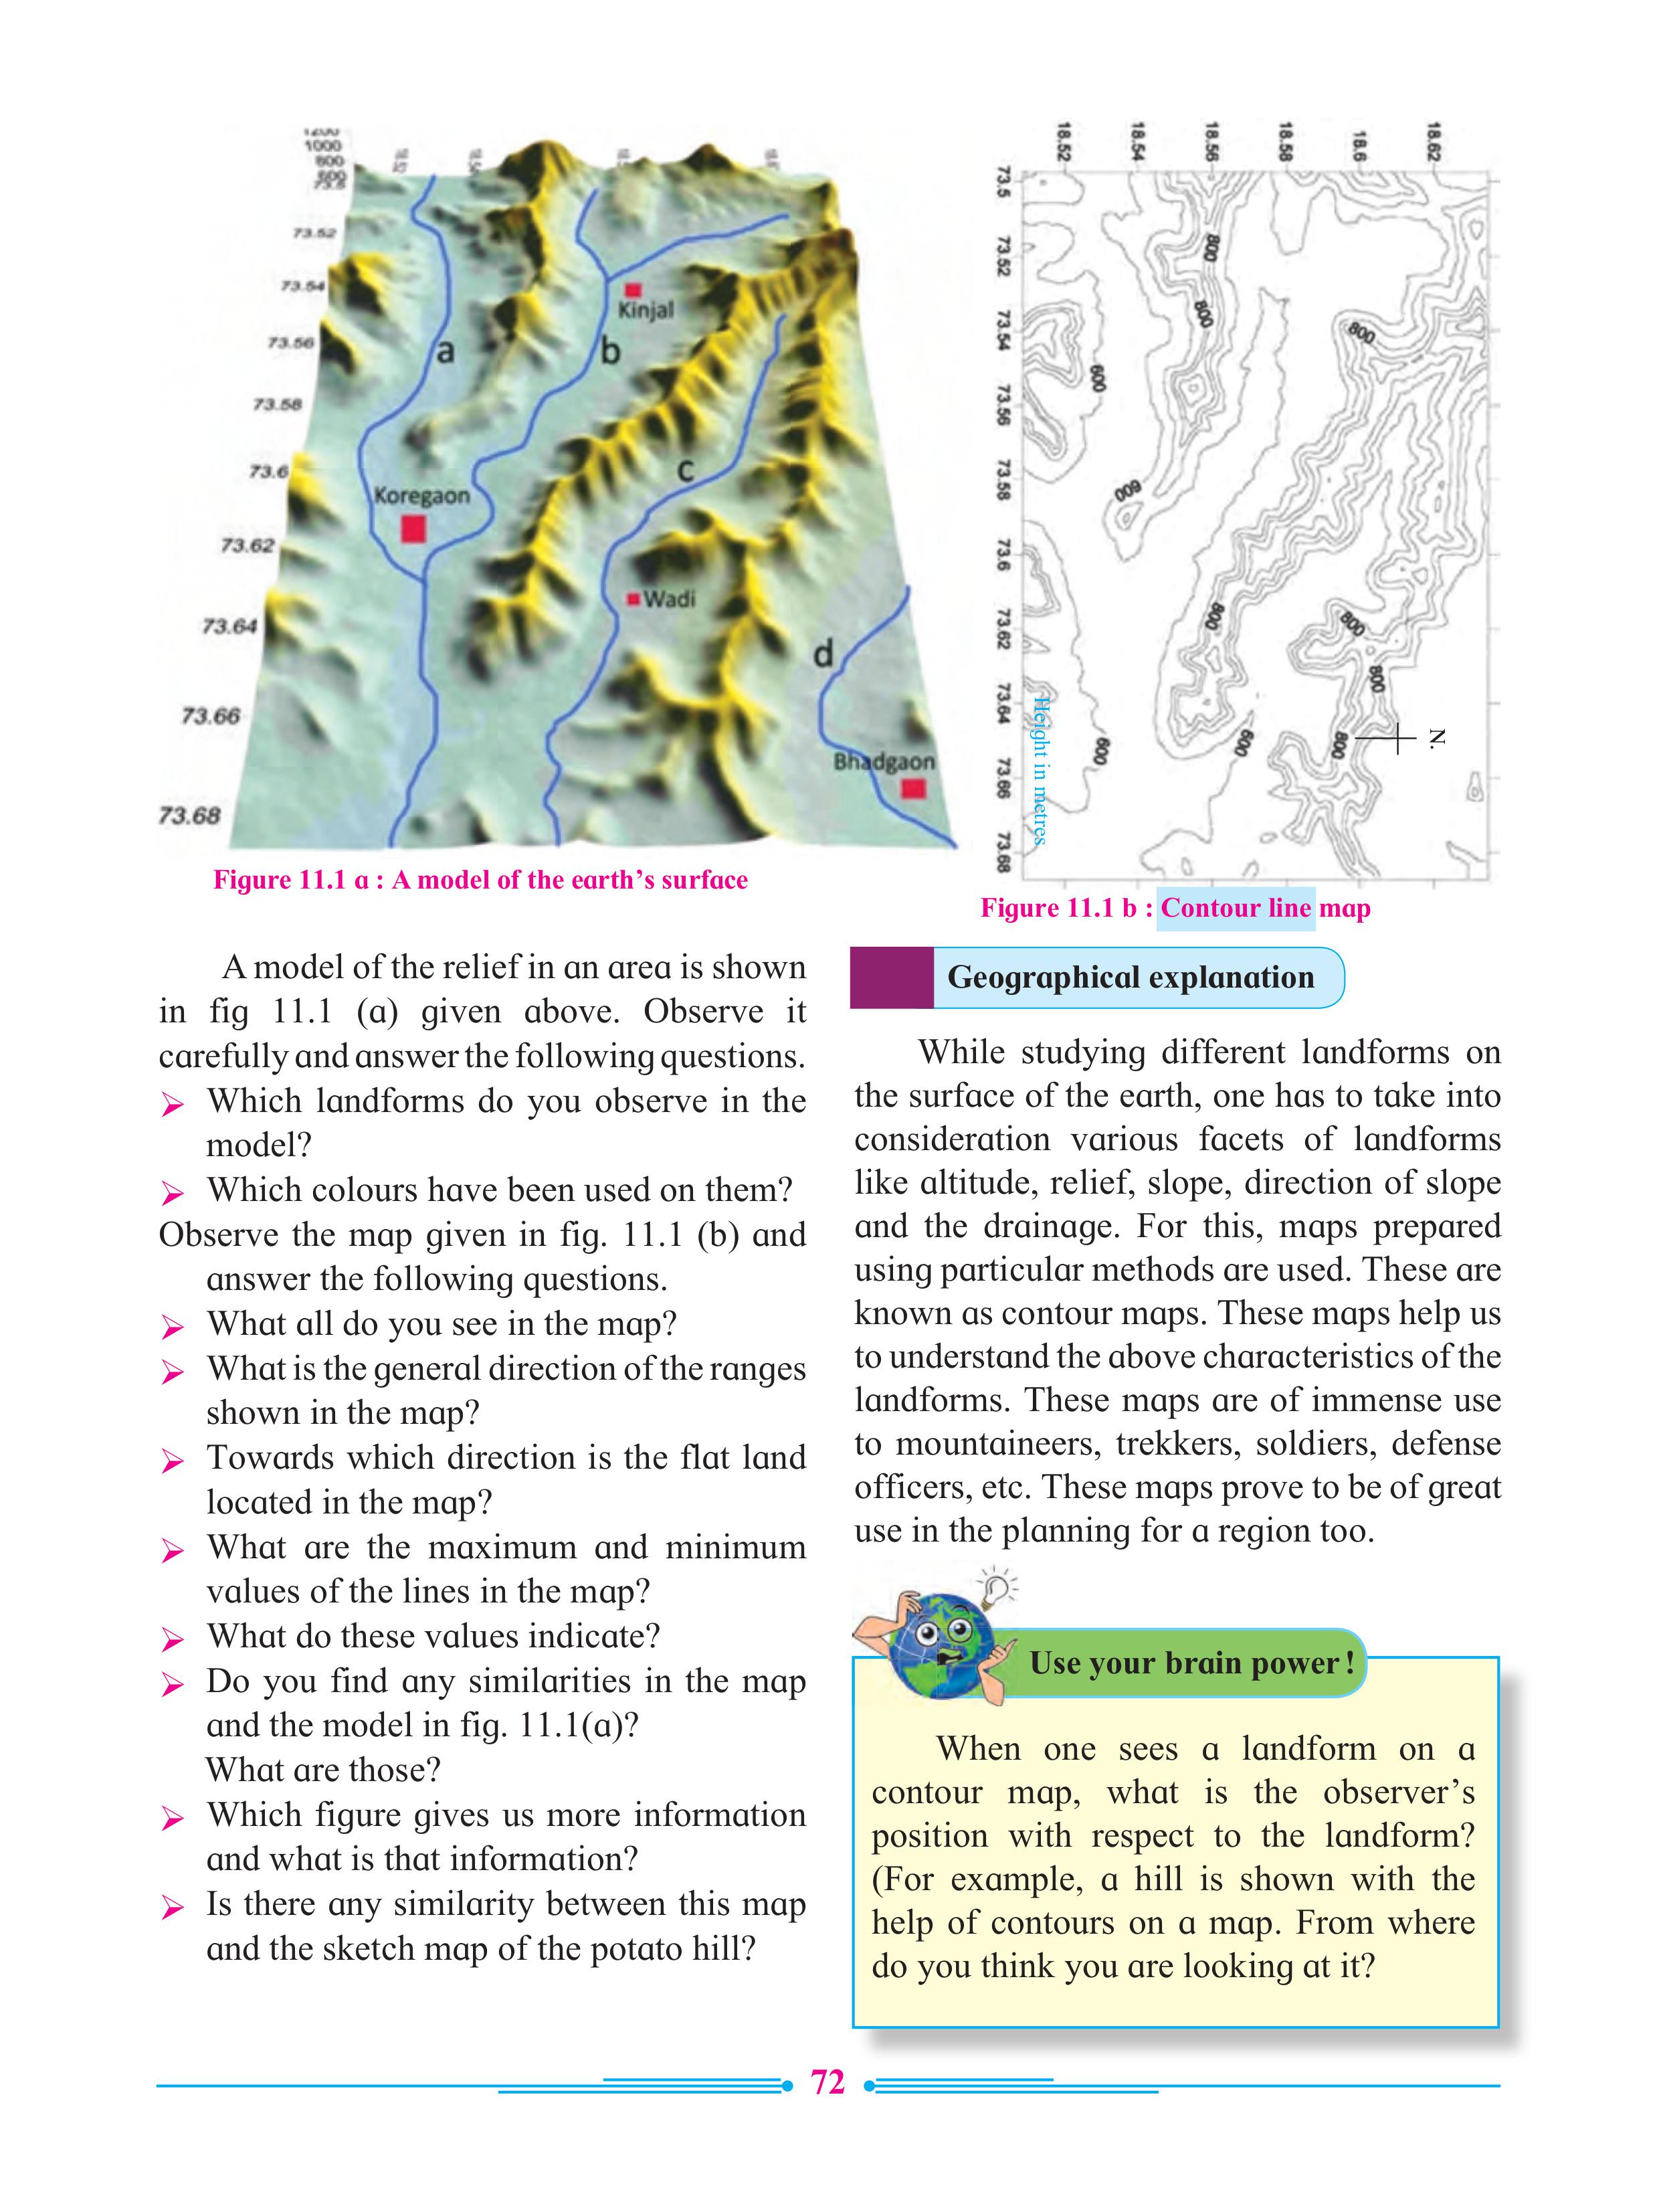 1200
1000
800
600
73.5
73.52
73.54
73.56
73.58
73.6
73.62
73.64
73.66
73.68
18.52
18.54
a
b
c
d
Kinjal
Koregaon
Wadi
Bhadgaon
18.52
18.54
18.56
18.58
18.6
18.62
73.5
73.52
73.54
73.56
73.58
73.6
73.62
73.64
73.66
73.68
800
800
800
600
600
800
800
800
800
600
600
N.
Height in metres
Figure 11.1 a : A model of the earth's surface
Figure 11.1 b : Contour line map
A model of the relief in an area is shown
in fig 11.1 (a) given above. Observe it
carefully and answer the following questions.
Which landforms do you observe in the
model?
Which colours have been used on them?
Observe the map given in fig. 11.1 (b) and
answer the following questions.
What all do you see in the map?
What is the general direction of the ranges
shown in the map?
Towards which direction is the flat land
located in the map?
What are the maximum and minimum
values of the lines in the map?
What do these values indicate?
Do you find any similarities in the map
and the model in fig. 11.1(a)?
What are those?
Which figure gives us more information
and what is that information?
Is there any similarity between this map
and the sketch map of the potato hill?
Geographical explanation
While studying different landforms on
the surface of the earth, one has to take into
consideration various facets of landforms
like altitude, relief, slope, direction of slope
and the drainage. For this, maps prepared
using particular methods are used. These are
known as contour maps. These maps help us
to understand the above characteristics of the
landforms. These maps are of immense use
to mountaineers, trekkers, soldiers, defense
officers, etc. These maps prove to be of great
use in the planning for a region too.
Use your brain power !
When one sees a landform on a
contour map, what is the observer's
position with respect to the landform?
(For example, a hill is shown with the
help of contours on a map. From where
do you think you are looking at it?
72